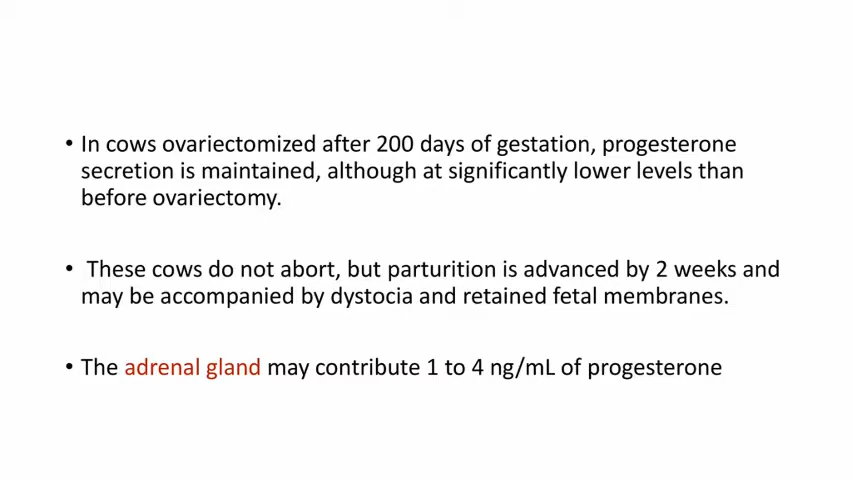 • In cows ovariectomized after 200 days of gestation, progesterone
secretion is maintained, although at significantly lower levels than
before ovariectomy.
• These cows do not abort, but parturition is advanced by 2 weeks and
may be accompanied by dystocia and retained fetal membranes.
• The adrenal gland may contribute 1 to 4 ng/mL of progesterone